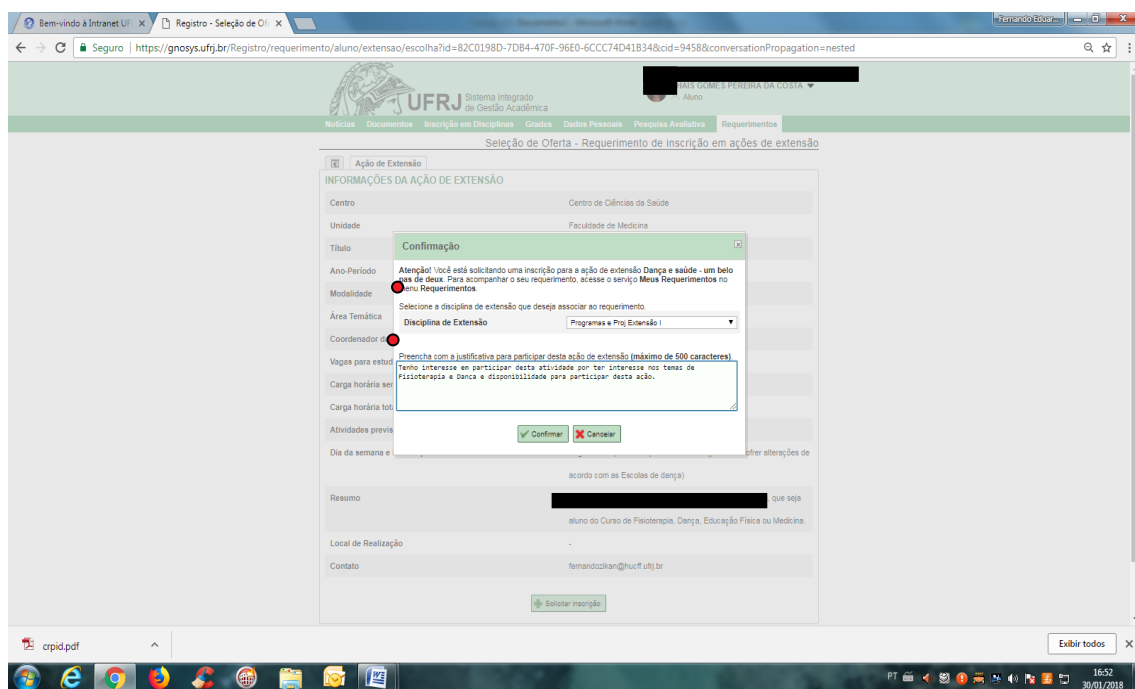 Bem-vindo à Intranet UF
Registro - Seleção de Of
Fernando Eduar...
Seguro | https://gnosys.ufrj.br/Registro/requerimento/aluno/extensao/escolha?id=82C0198D-7DB4-470F-96E0-6CCC74D41B34&cid=9458&conversationPropagation=nested
UFRJ Sistema Integrado
de Gestão Acadêmica
THAIS GOMES PEREIRA DA COSTA
Aluno
Notícias Documentos Inscrição em Disciplinas Grades Dados Pessoais Pesquisa Avaliativa Requerimentos
Seleção de Oferta - Requerimento de inscrição em ações de extensão
Ação de Extensão
INFORMAÇÕES DA AÇÃO DE EXTENSÃO
Centro Centro de Ciências da Saúde
Unidade Faculdade de Medicina
Título
Ano-Período
Modalidade
Área Temática
Coordenador
Vagas para estud
Carga horária
Carga horária
Atividades previs
Confirmação
Atenção! Você está solicitando uma inscrição para a ação de extensão Dança e saúde - um belo
pas de deux. Para acompanhar o seu requerimento, acesse o serviço Meus Requerimentos no
menu Requerimentos.
Selecione a disciplina de extensão que deseja associar ao requerimento.
Disciplina de Extensão Programas e Proj Extensão I
Preencha com a justificativa para participar desta ação de extensão (máximo de 500 caracteres)
Tenho interesse em participar desta atividade por ter interesse nos temas de
Fisioterapia e Dança e disponibilidade para participar desta ação.
Confirmar Cancelar
Dia da semana e ofrer alterações de
acordo com as Escolas de dança)
Resumo que seja
aluno do Curso de Fisioterapia, Dança, Educação Física ou Medicina.
Local de Realização -
Contato fernandozikan@hucff.ufrj.br
Solicitar inscrição
crpid.pdf
Exibir todos
PT
16:52
30/01/2018